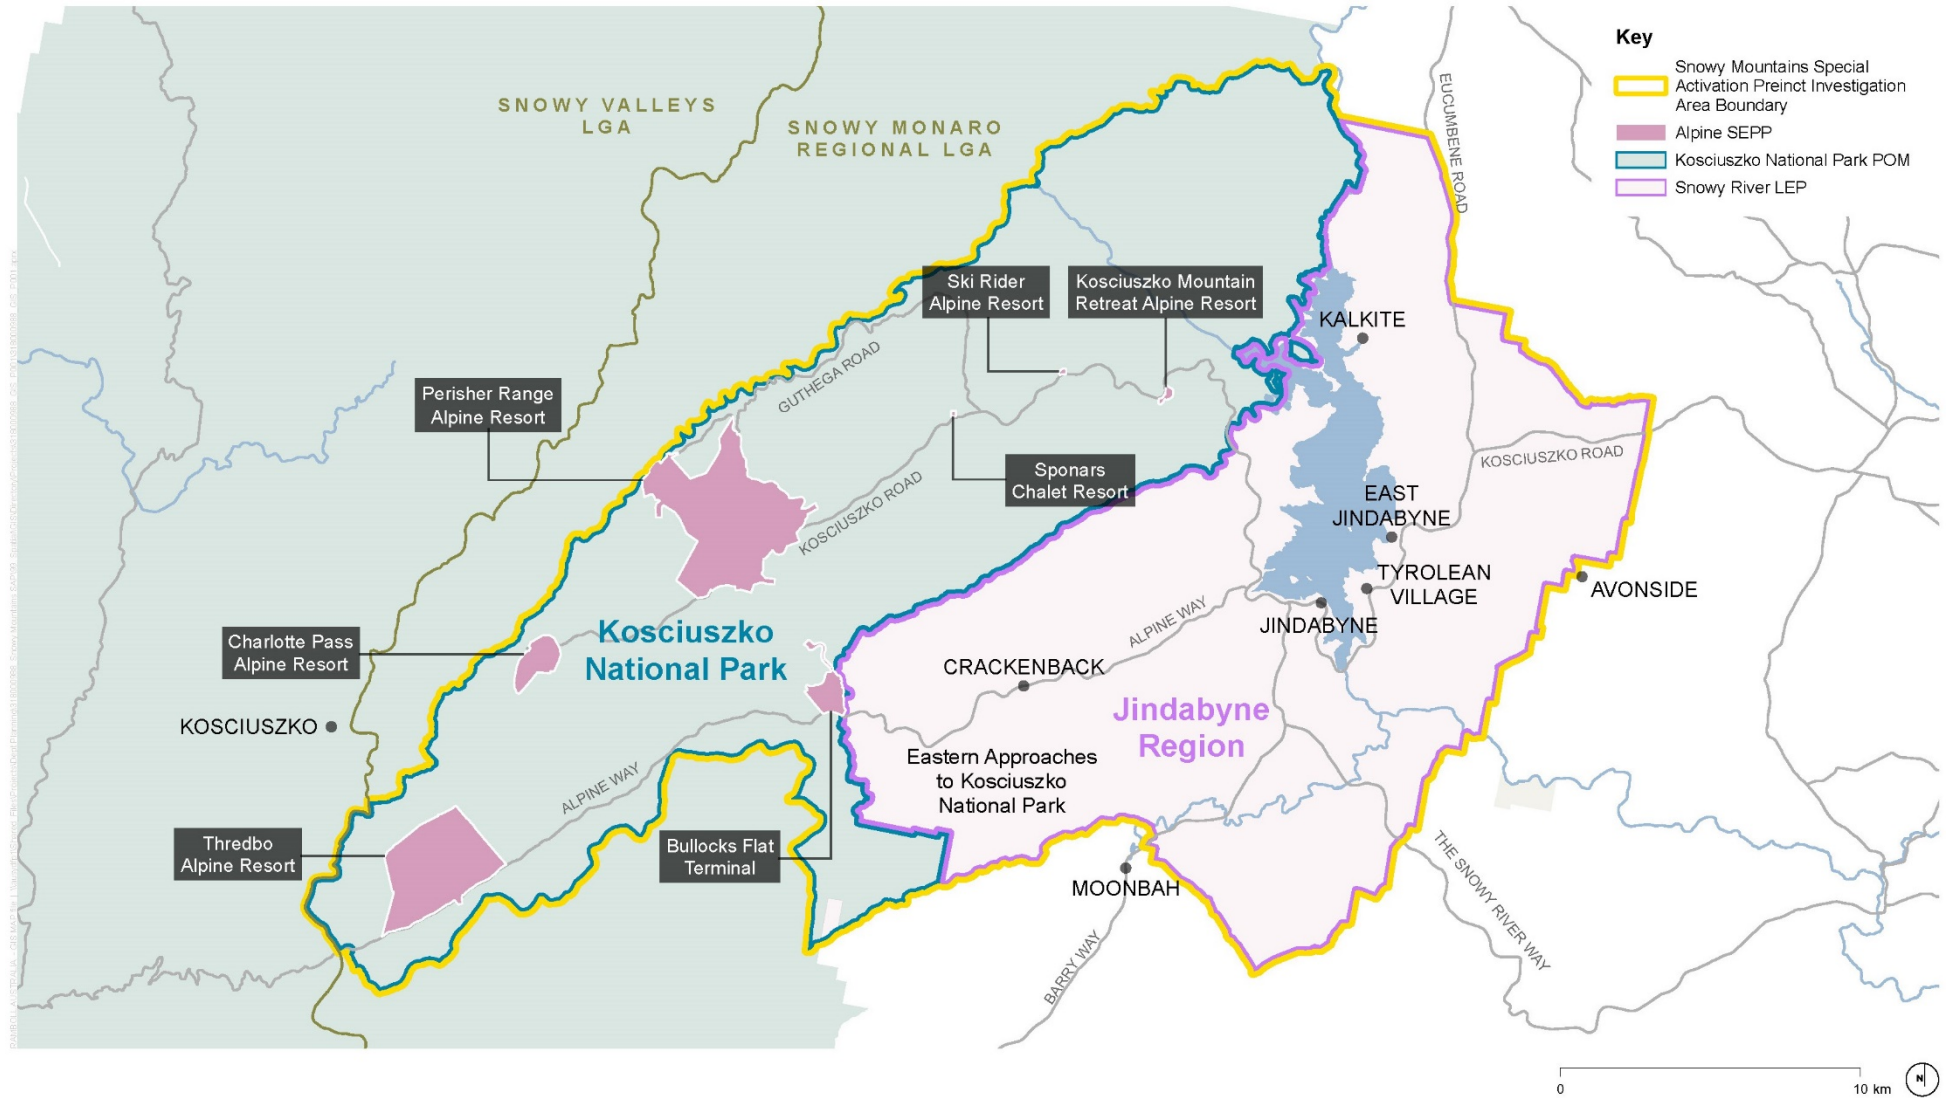 Key
Snowy Mountains Special
Activation Preinct Investigation
Area Boundary
Alpine SEPP
Kosciuszko National Park POM
Snowy River LEP
SNOWY VALLEYS
LGA
SNOWY MONARO
REGIONAL LGA
EUCUMBENE ROAD
Ski Rider
Alpine Resort
Kosciuszko Mountain
Retreat Alpine Resort
KALKITE
GUTHEGA ROAD
Perisher Range
Alpine Resort
KOSCIUSZKO ROAD
Sponars
Chalet Resort
KOSCIUSZKO ROAD
EAST
JINDABYNE
TYROLEAN
VILLAGE
AVONSIDE
JINDABYNE
ALPINE WAY
Charlotte Pass
Alpine Resort
Kosciuszko
National Park
CRACKENBACK
KOSCIUSZKO
Jindabyne
Region
Eastern Approaches
to Kosciuszko
National Park
ALPINE WAY
Thredbo
Alpine Resort
Bullocks Flat
Terminal
MOONBAH
THE SNOWY RIVER WAY
BARRY WAY
0
10 km
N